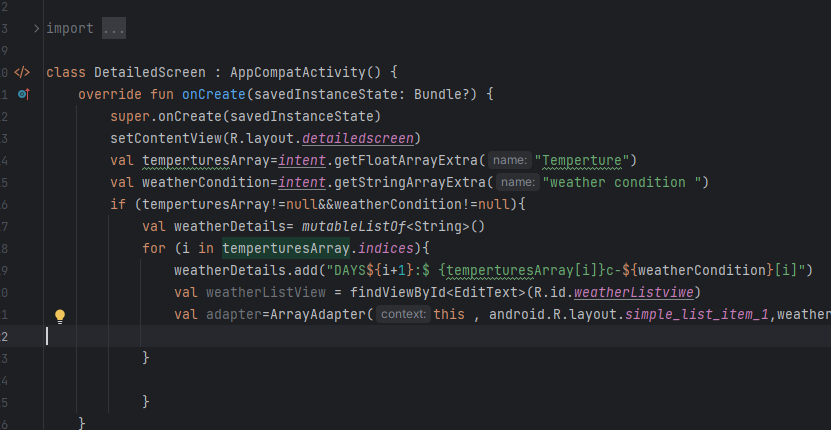 2
3 > import ...
9
0 </> class DetailedScreen : AppCompatActivity() {
1 override fun onCreate(savedInstanceState: Bundle?) {
2 super.onCreate(savedInstanceState)
3 setContentView(R.layout.detailedscreen)
4 val temperturesArray=intent.getFloatArrayExtra( name: "Temperture")
5 val weatherCondition=intent.getStringArrayExtra( name: "weather condition ")
6 if (temperturesArray!=null&&weatherCondition!=null){
7 val weatherDetails= mutableListOf<String>()
8 for (i in temperturesArray.indices){
9 weatherDetails.add("DAYS${i+1}:$ {temperturesArray[i]}c-${weatherCondition}[i]")
0 val weatherListView = findViewById<EditText>(R.id.weatherListviwe)
1 val adapter=ArrayAdapter( context: this , android.R.layout.simple_list_item_1,weather
2
3 }
4
5 }
6 }